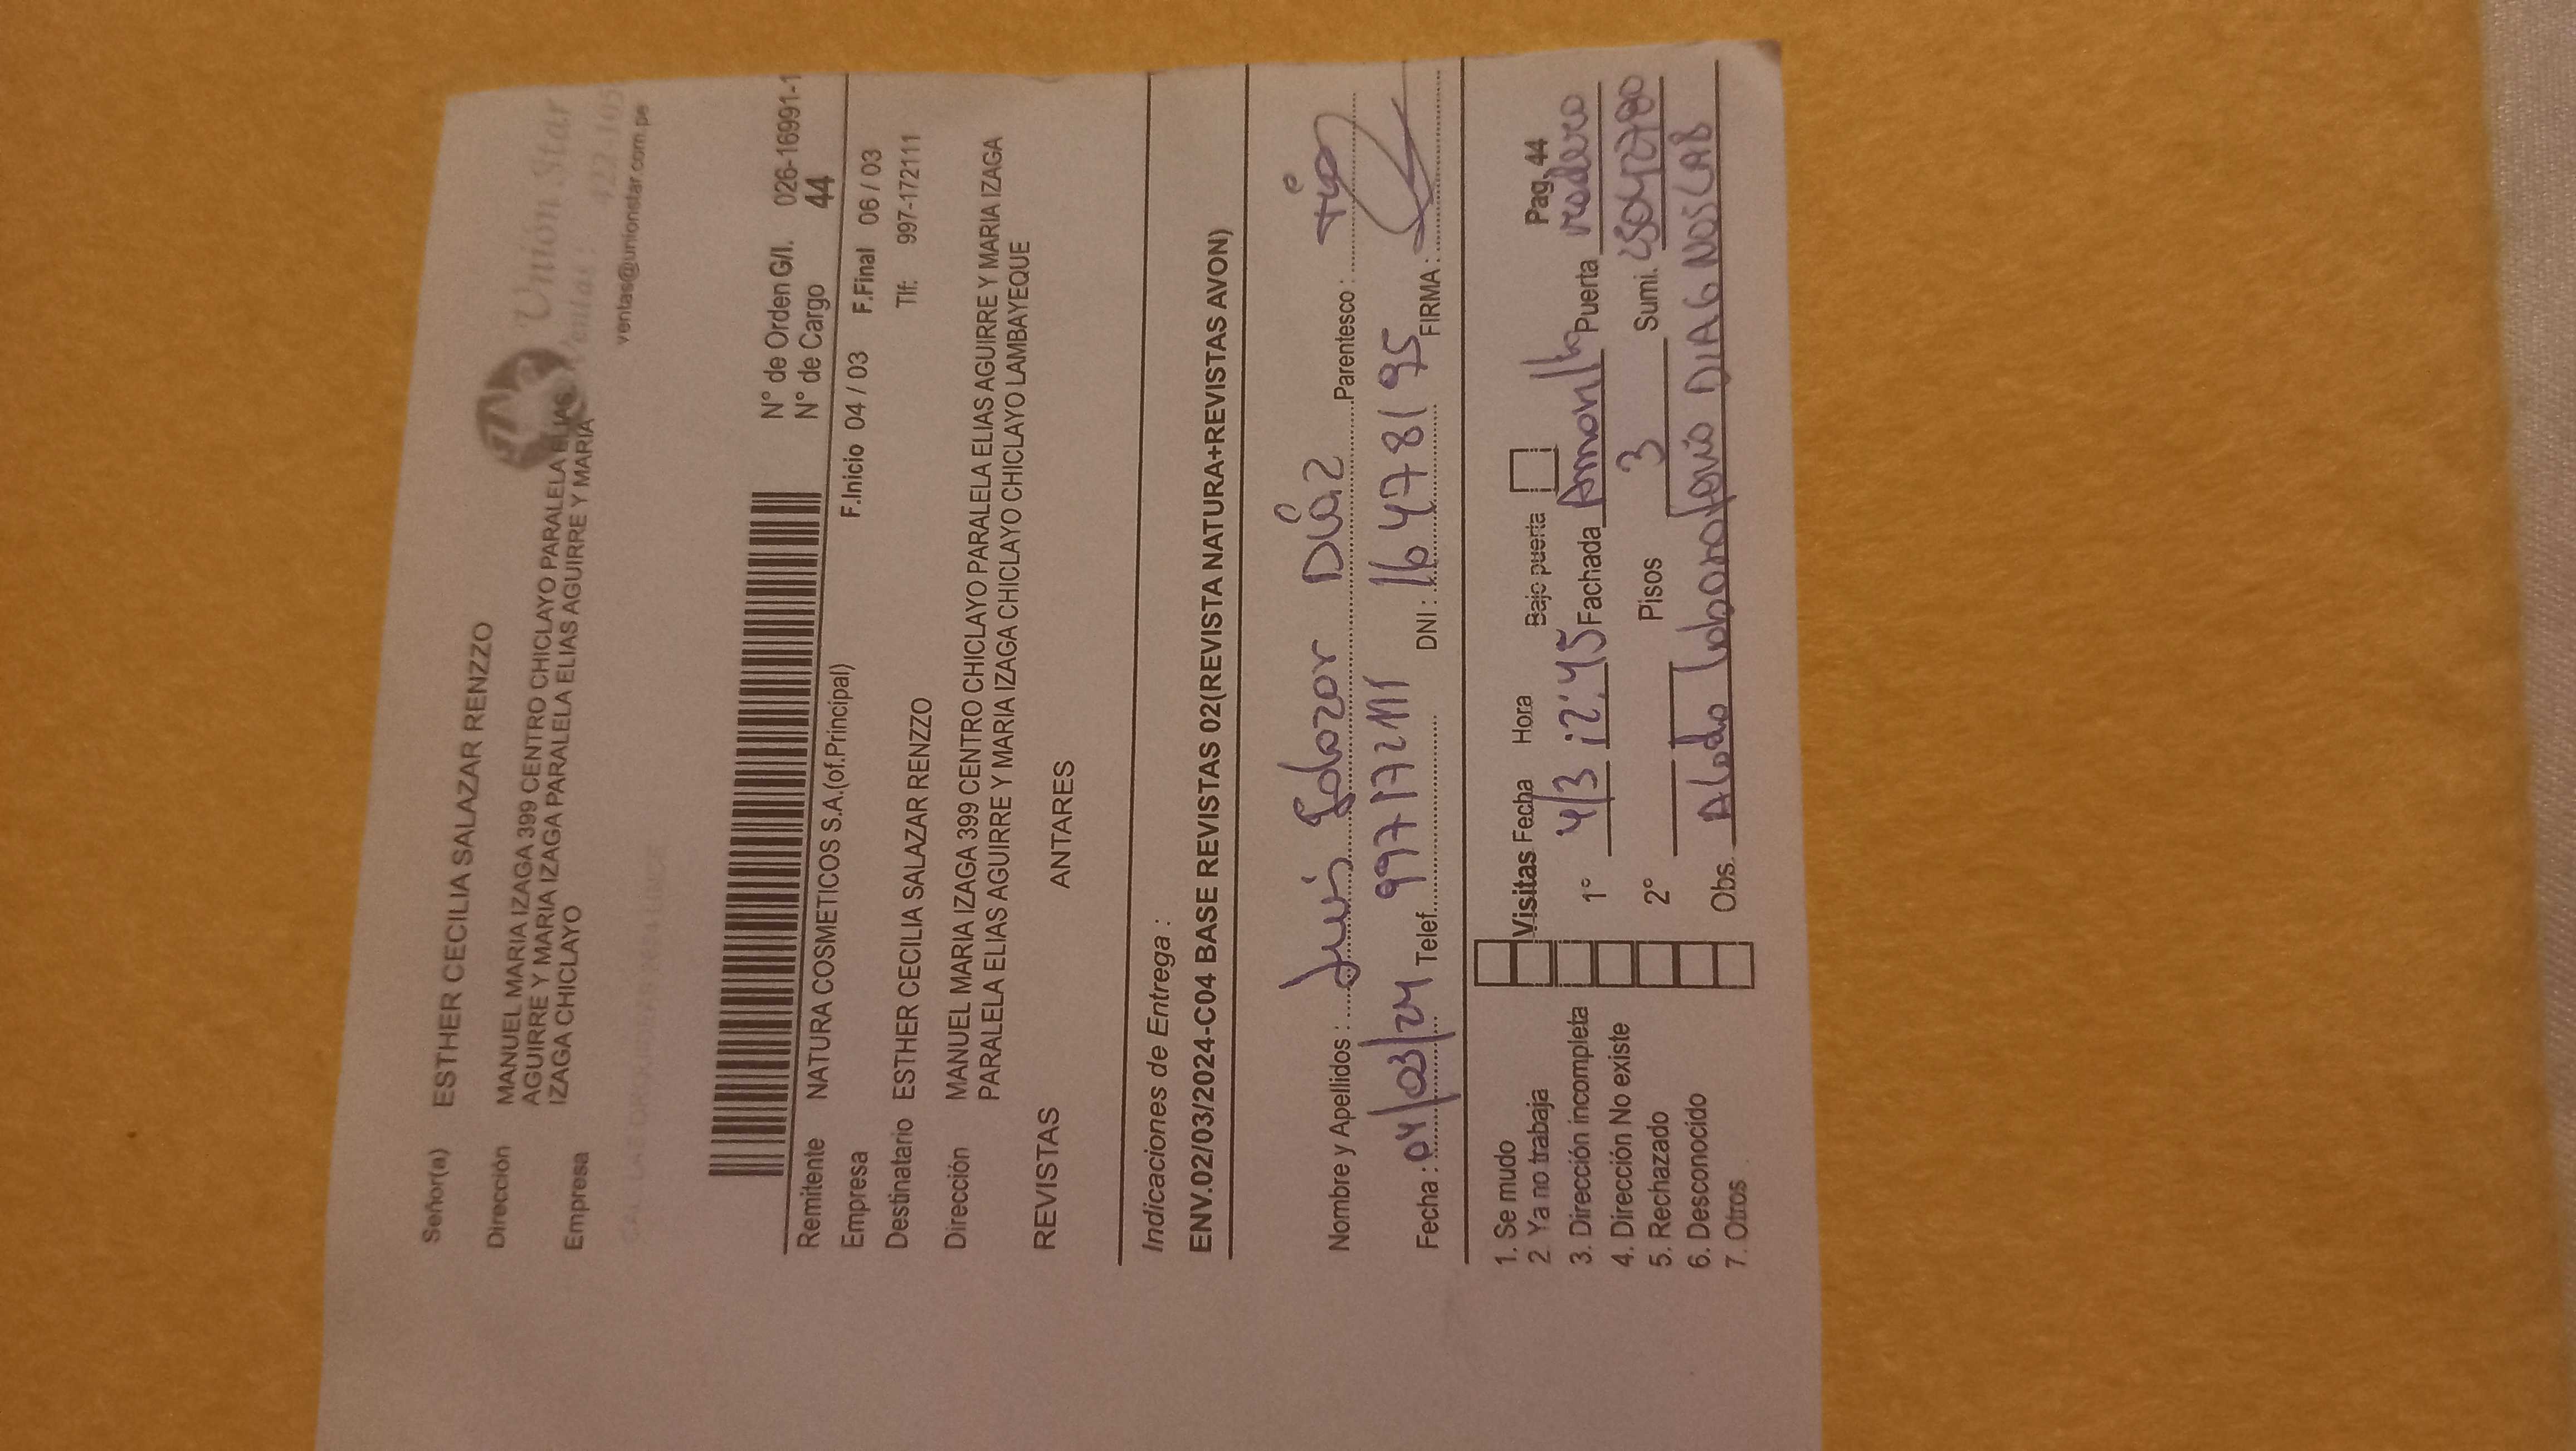 Señor(a) ESTHER CECILIA SALAZAR RENZZO
Unión Star
Dirección MANUEL MARIA IZAGA 399 CENTRO CHICLAYO PARALELA ELIAS
AGUIRRE Y MARIA IZAGA PARALELA ELIAS AGUIRRE Y MARIA
Empresa IZAGA CHICLAYO
ventas@unionstar.com.pe
N° de Orden G/I. 026-16991-1
N° de Cargo 44
Remitente NATURA COSMETICOS S.A.(of.Principal)
Empresa F.Inicio 04 / 03 F.Final 06 / 03
Destinatario ESTHER CECILIA SALAZAR RENZZO Tlf: 997-172111
Dirección MANUEL MARIA IZAGA 399 CENTRO CHICLAYO PARALELA ELIAS AGUIRRE Y MARIA IZAGA
PARALELA ELIAS AGUIRRE Y MARIA IZAGA CHICLAYO CHICLAYO LAMBAYEQUE
REVISTAS ANTARES
Indicaciones de Entrega :
ENV.02/03/2024-C04 BASE REVISTAS 02(REVISTA NATURA+REVISTAS AVON)
Nombre y Apellidos : Luis Salazar Díaz Parentesco : tío
Fecha : 04/03/24 Telef. 997172111 DNI : 16478195 FIRMA :
1. Se mudo
2. Ya no trabaja
3. Dirección incompleta
4. Dirección No existe
5. Rechazado
6. Desconocido
7. Otros
Visitas Fecha Hora Bajo puerta Pag. 44
1° 4/3 12:45 Fachada Amarilla Puerta madera
2° Pisos 3 Sumi.
Obs. Al lado laboratorio DIAGNOSLAB